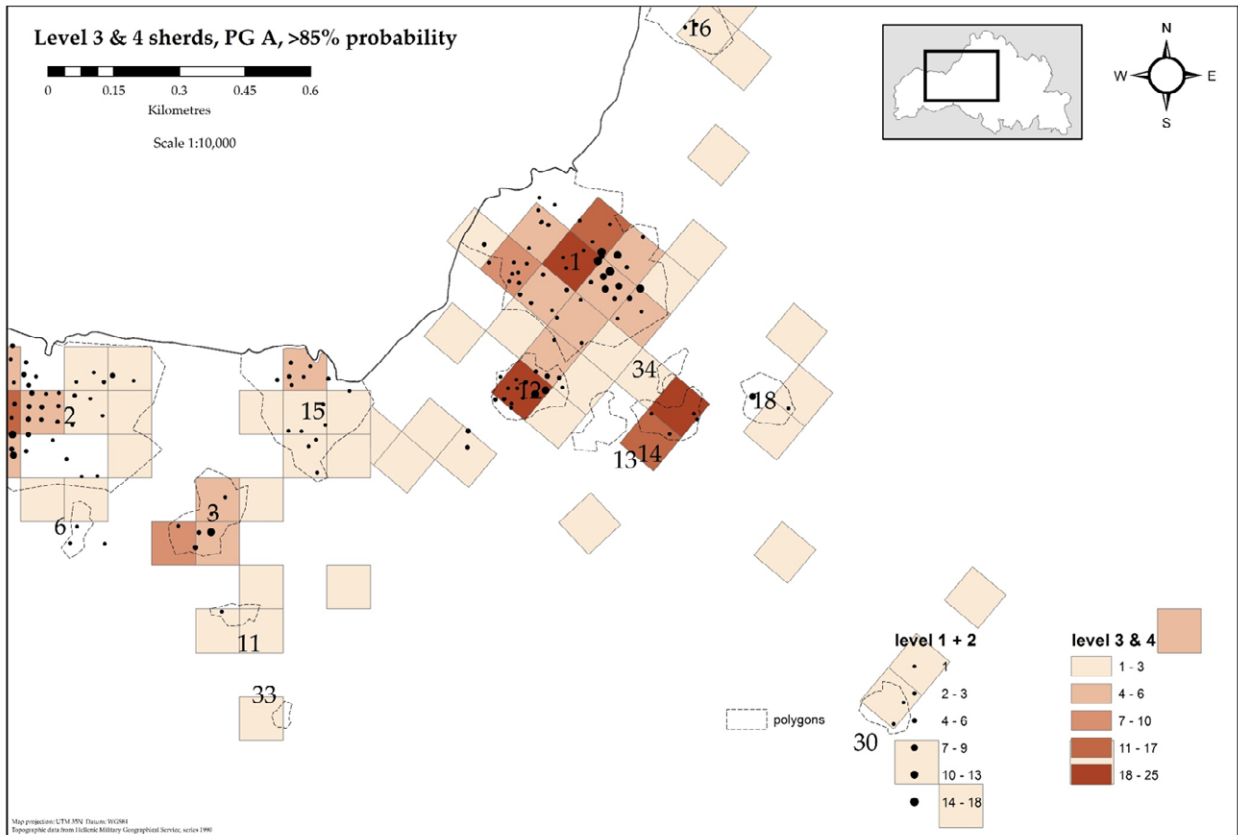 Level 3 & 4 sherds, PG A, >85% probability
0 0.15 0.3 0.45 0.6
Kilometres
Scale 1:10,000
N
W E
S
16
1
34
12
18
2
15
13 14
3
6
11
33
30
level 1 + 2
1
2 - 3
4 - 6
7 - 9
10 - 13
14 - 18
level 3 & 4
1 - 3
4 - 6
7 - 10
11 - 17
18 - 25
polygons
Map projection: UTM 35N Datum: WGS84
Topographic data from Hellenic Military Geographical Service, series 1980